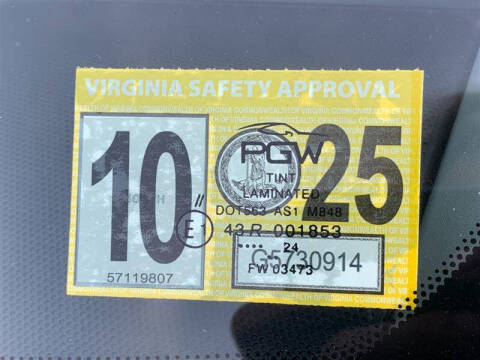 VIRGINIA SAFETY APPROVAL
10 25
MONTH
PGW
TINT
LAMINATED
DOT563 AS1 M848
E1 43 R 001853
24
G5730914
FW 03473
57119807